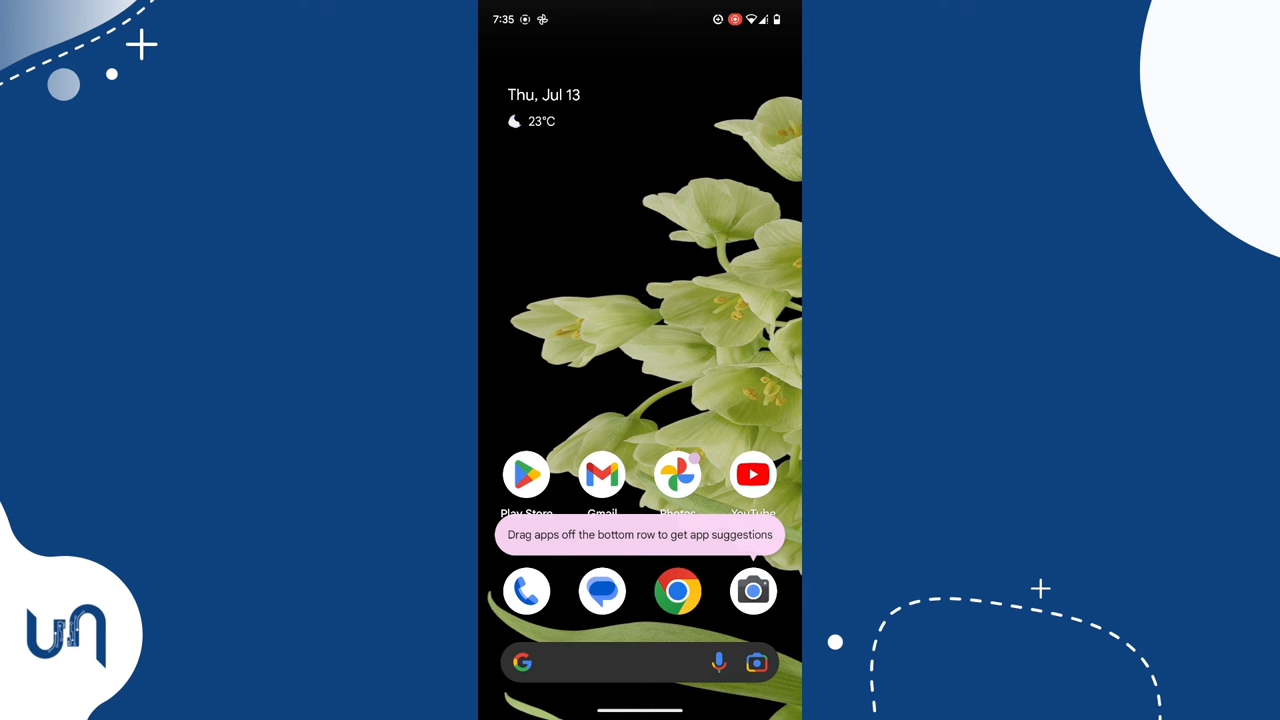 7:35
Thu, Jul 13
23°C
Play Store Gmail Photos YouTube
Drag apps off the bottom row to get app suggestions